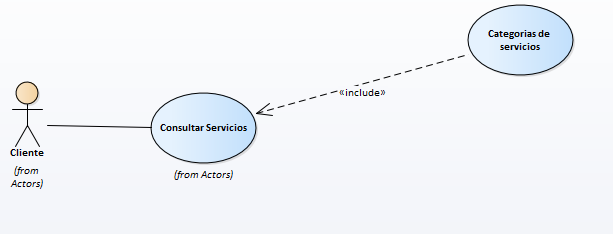 Categorias de
servicios
«include»
Consultar Servicios
(from Actors)
Cliente
(from
Actors)